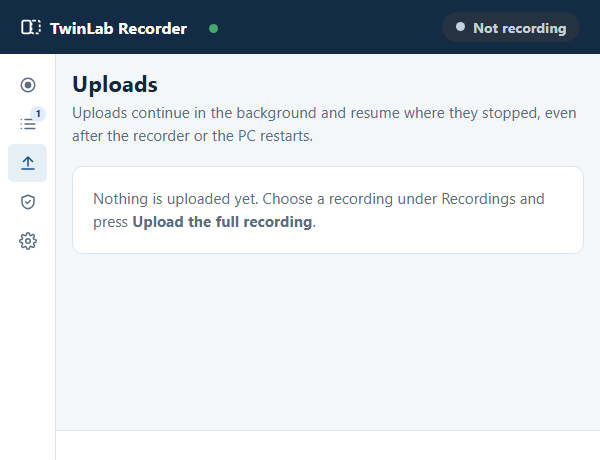 TwinLab Recorder
Not recording
1
Uploads
Uploads continue in the background and resume where they stopped, even
after the recorder or the PC restarts.
Nothing is uploaded yet. Choose a recording under Recordings and
press Upload the full recording.